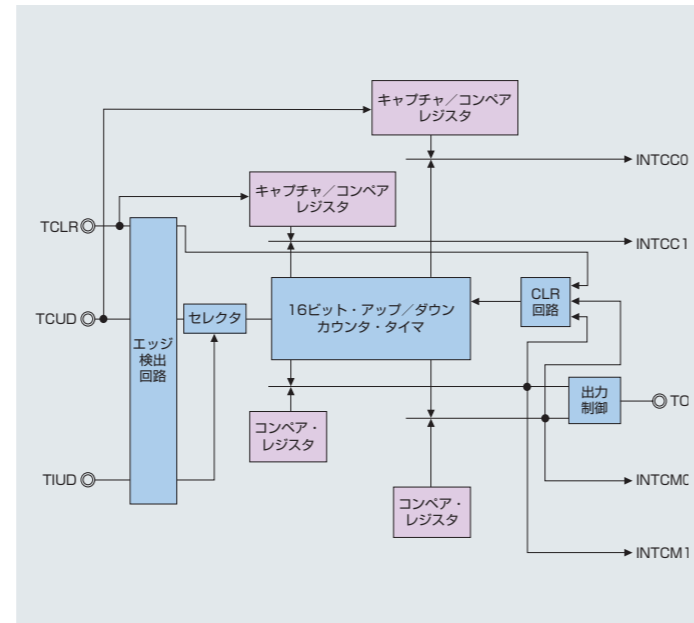 キャプチャ／コンペア
レジスタ
INTCC0
キャプチャ／コンペア
レジスタ
TCLR
INTCC1
16ビット・アップ／ダウン
カウンタ・タイマ
CLR
回路
TCUD
セレクタ
エッジ
検出
回路
出力
制御
TO
コンペア・
レジスタ
TIUD
INTCM0
コンペア・
レジスタ
INTCM1